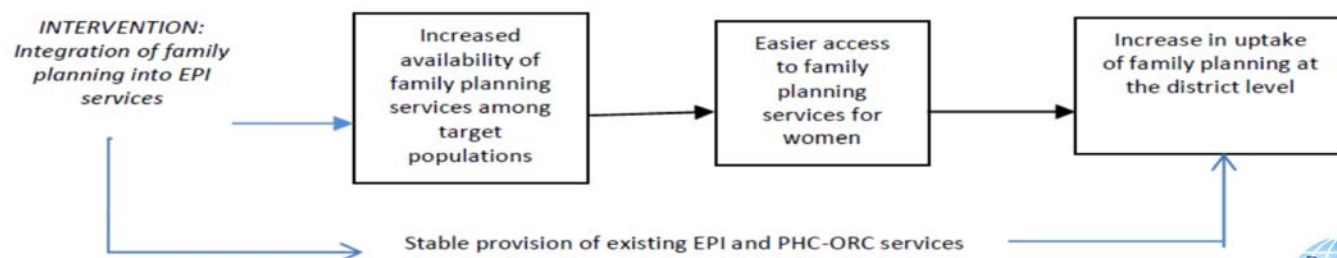 INTERVENTION:
Integration of family
planning into EPI
services
Increased
availability of
family planning
services among
target
populations
Easier access
to family
planning
services for
women
Increase in uptake
of family planning at
the district level
Stable provision of existing EPI and PHC-ORC services